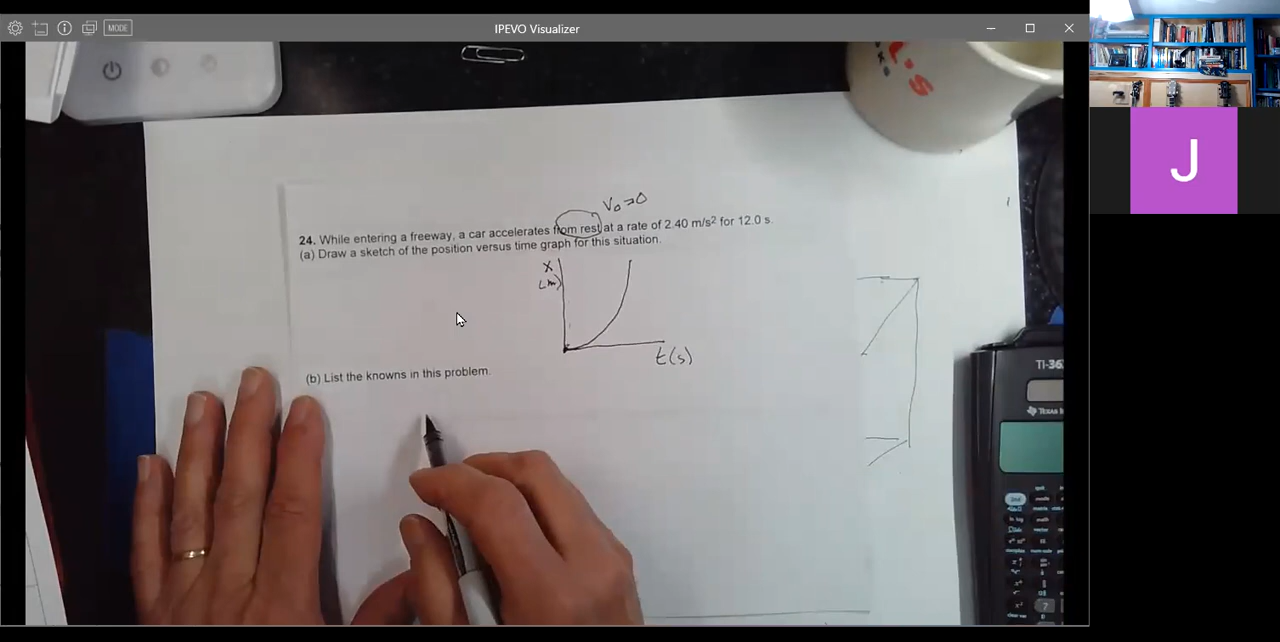 MODE
IPEVO Visualizer
V₀ = 0
24. While entering a freeway, a car accelerates from rest at a rate of 2.40 m/s² for 12.0 s.
(a) Draw a sketch of the position versus time graph for this situation.
x
(m)
t(s)
(b) List the knowns in this problem.
TI-36
TEXAS
2nd
J